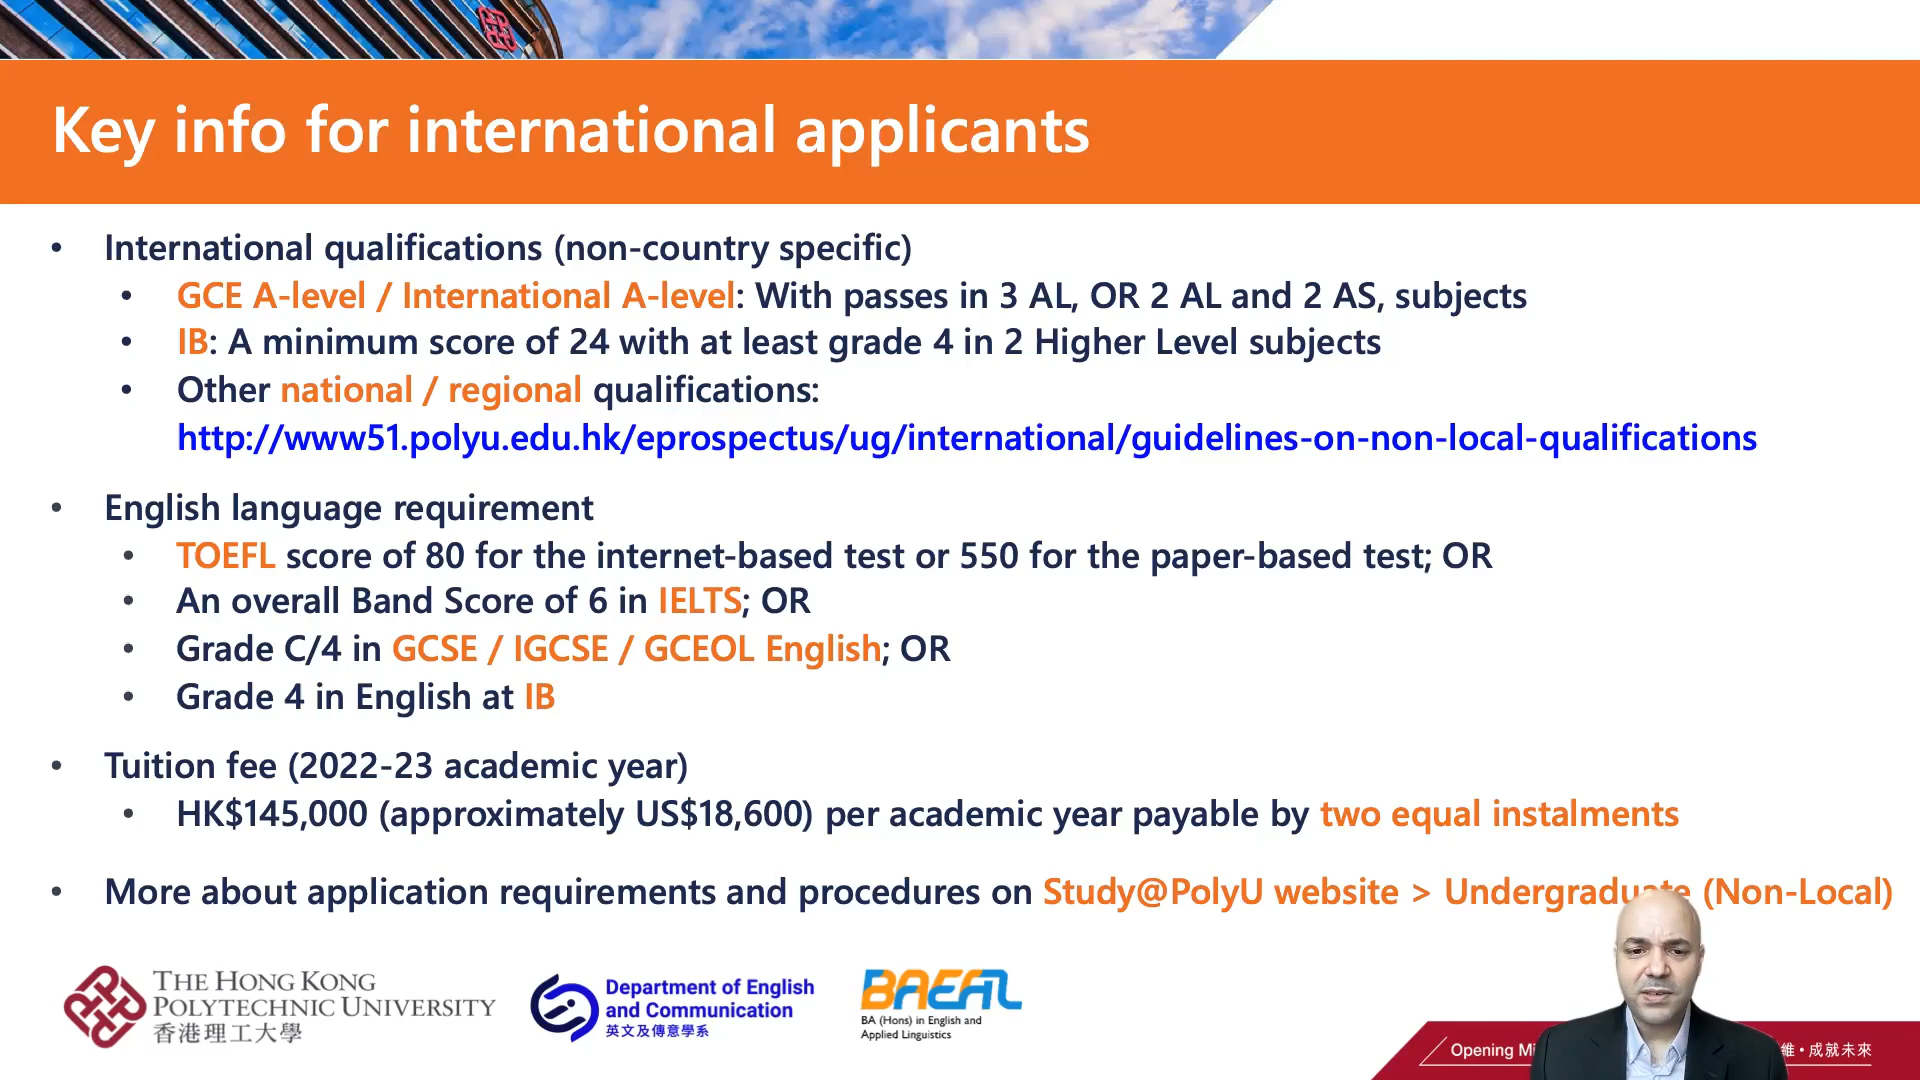 Key info for international applicants
• International qualifications (non-country specific)
• GCE A-level / International A-level: With passes in 3 AL, OR 2 AL and 2 AS, subjects
• IB: A minimum score of 24 with at least grade 4 in 2 Higher Level subjects
• Other national / regional qualifications:
http://www51.polyu.edu.hk/eprospectus/ug/international/guidelines-on-non-local-qualifications
• English language requirement
• TOEFL score of 80 for the internet-based test or 550 for the paper-based test; OR
• An overall Band Score of 6 in IELTS; OR
• Grade C/4 in GCSE / IGCSE / GCEOL English; OR
• Grade 4 in English at IB
• Tuition fee (2022-23 academic year)
• HK$145,000 (approximately US$18,600) per academic year payable by two equal instalments
• More about application requirements and procedures on Study@PolyU website > Undergraduate (Non-Local)
THE HONG KONG
POLYTECHNIC UNIVERSITY
香港理工大學
Department of English
and Communication
英文及傳意學系
BAEAL
BA (Hons) in English and
Applied Linguistics
Opening 維 • 成就未來